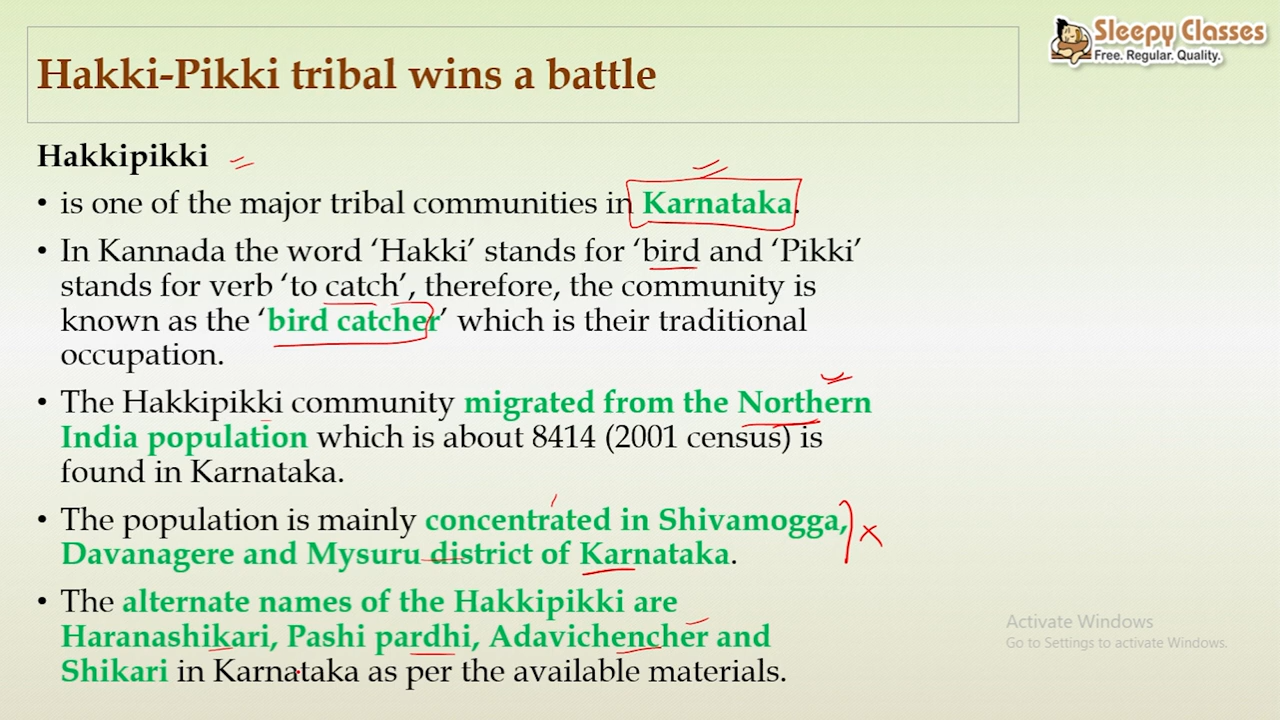 Sleepy Classes
Free. Regular. Quality.
Hakki-Pikki tribal wins a battle
Hakkipikki
• is one of the major tribal communities in Karnataka.
• In Kannada the word ‘Hakki’ stands for ‘bird and ‘Pikki’
stands for verb ‘to catch’, therefore, the community is
known as the ‘bird catcher’ which is their traditional
occupation.
• The Hakkipikki community migrated from the Northern
India population which is about 8414 (2001 census) is
found in Karnataka.
• The population is mainly concentrated in Shivamogga,
Davanagere and Mysuru district of Karnataka.
• The alternate names of the Hakkipikki are
Haranashikari, Pashi pardhi, Adavichencher and
Shikari in Karnataka as per the available materials.
Activate Windows
Go to Settings to activate Windows.